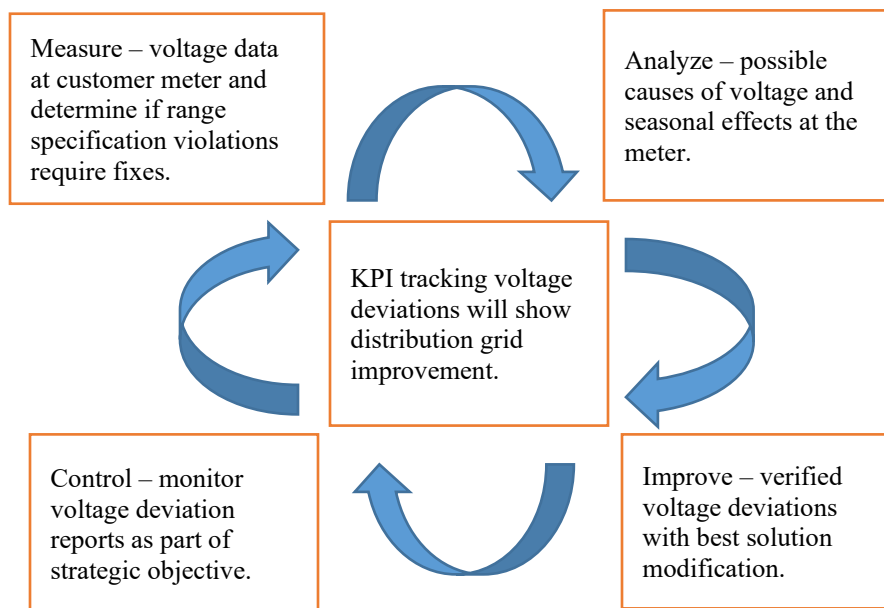 Measure – voltage data
at customer meter and
determine if range
specification violations
require fixes.
Analyze – possible
causes of voltage and
seasonal effects at the
meter.
KPI tracking voltage
deviations will show
distribution grid
improvement.
Control – monitor
voltage deviation
reports as part of
strategic objective.
Improve – verified
voltage deviations
with best solution
modification.